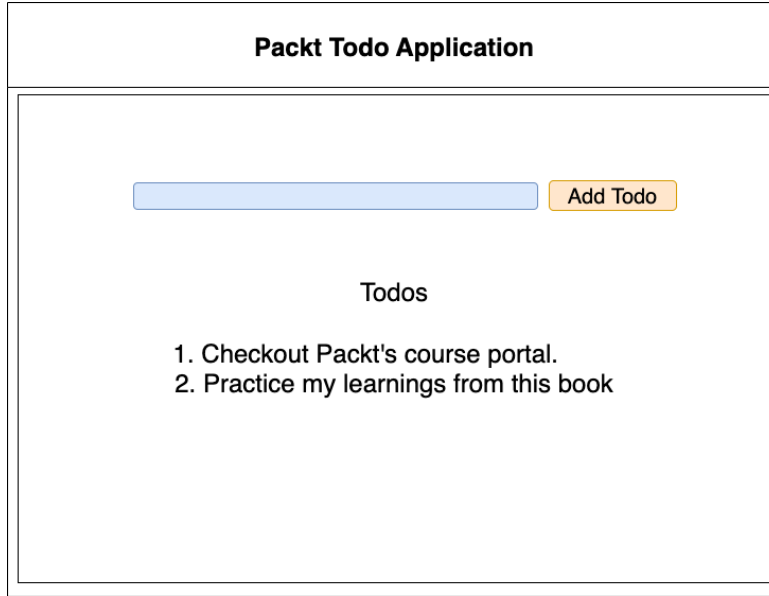 Packt Todo Application
Add Todo
Todos
1. Checkout Packt's course portal.
2. Practice my learnings from this book